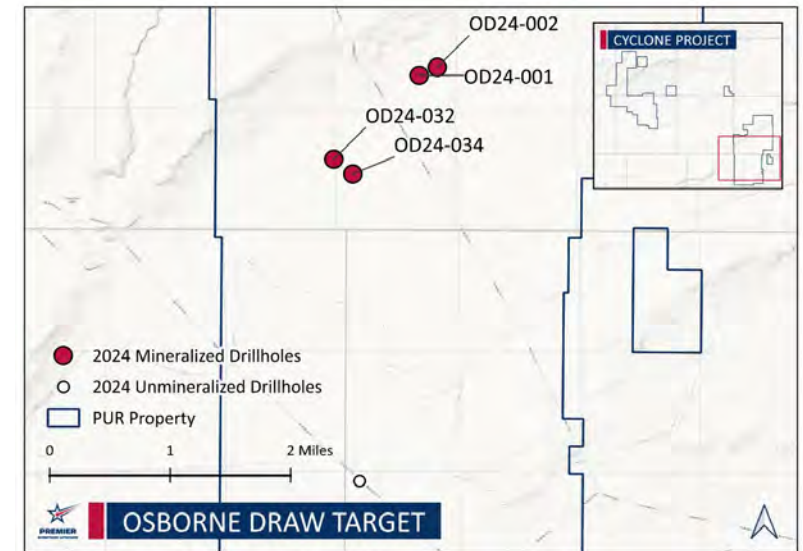 OD24-002
OD24-001
OD24-032
OD24-034
CYCLONE PROJECT
2024 Mineralized Drillholes
2024 Unmineralized Drillholes
PUR Property
0 1 2 Miles
PREMIER
OSBORNE DRAW TARGET